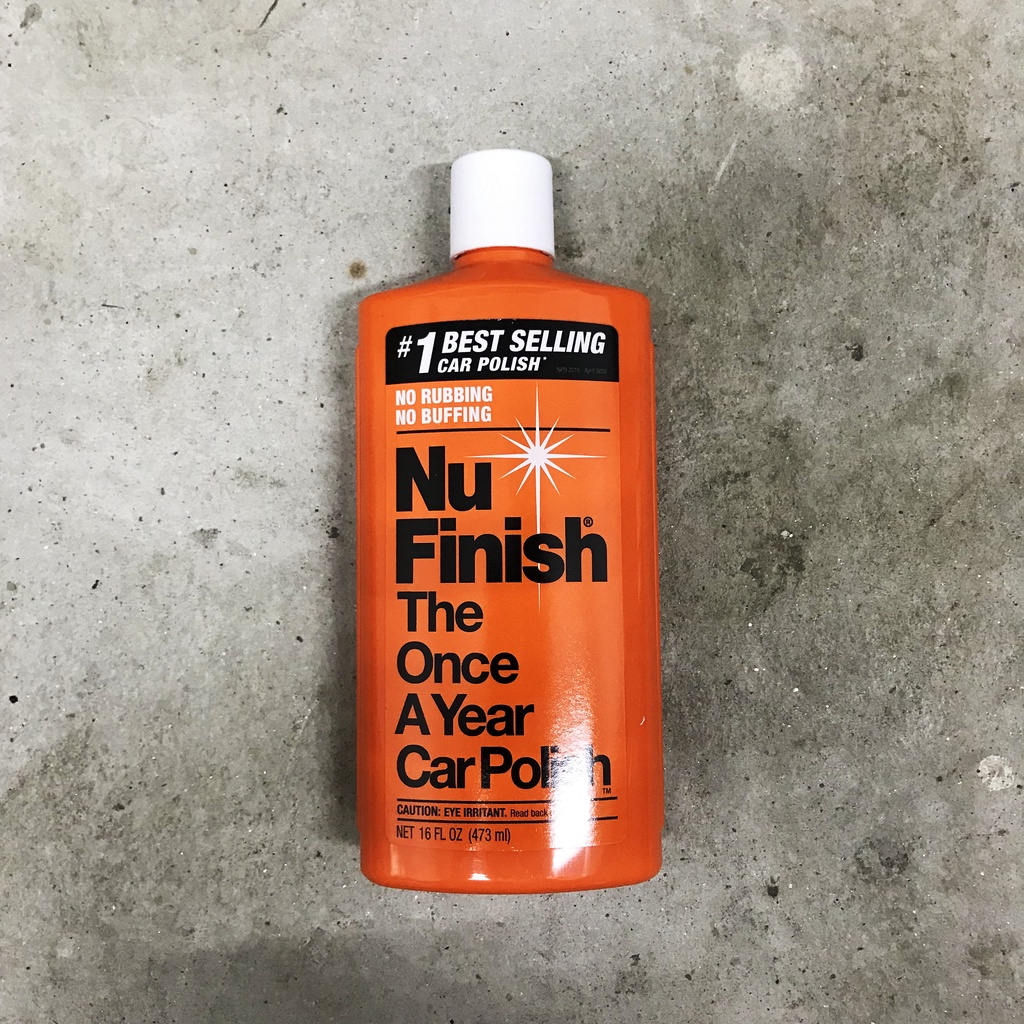 #1 BEST SELLING
CAR POLISH*
NO RUBBING
NO BUFFING
Nu
Finish®
The
Once
A Year
Car Polish™
CAUTION: EYE IRRITANT. Read back
NET 16 FL OZ (473 ml)